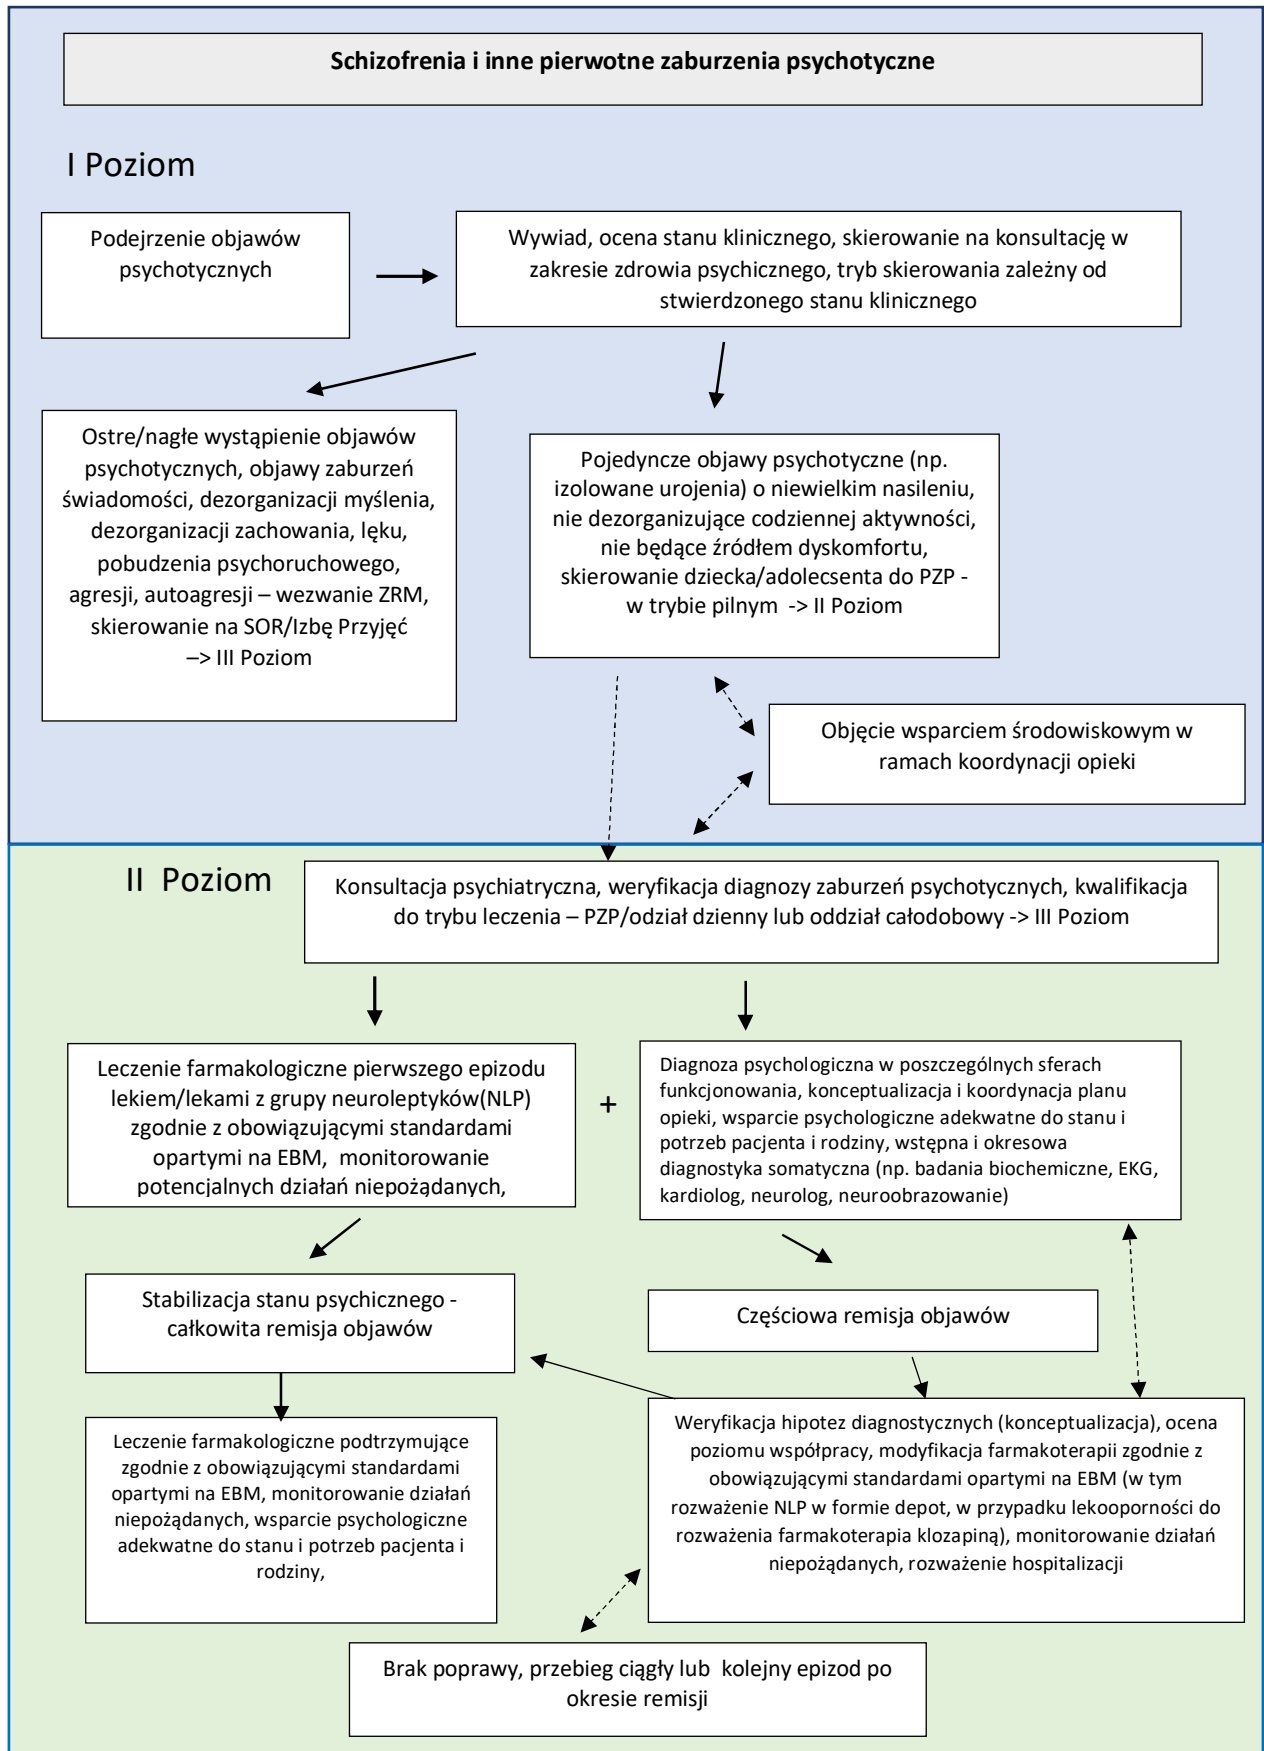 Schizofrenia i inne pierwotne zaburzenia psychotyczne
I Poziom
Podejrzenie objawów
psychotycznych
Wywiad, ocena stanu klinicznego, skierowanie na konsultację w
zakresie zdrowia psychicznego, tryb skierowania zależny od
stwierdzonego stanu klinicznego
Ostre/nagłe wystąpienie objawów
psychotycznych, objawy zaburzeń
świadomości, dezorganizacji myślenia,
dezorganizacji zachowania, lęku,
pobudzenia psychoruchowego,
agresji, autoagresji – wezwanie ZRM,
skierowanie na SOR/Izbę Przyjęć
–> III Poziom
Pojedyncze objawy psychotyczne (np.
izolowane urojenia) o niewielkim nasileniu,
nie dezorganizujące codziennej aktywności,
nie będące źródłem dyskomfortu,
skierowanie dziecka/adolecsenta do PZP -
w trybie pilnym -> II Poziom
Objęcie wsparciem środowiskowym w
ramach koordynacji opieki
II Poziom
Konsultacja psychiatryczna, weryfikacja diagnozy zaburzeń psychotycznych, kwalifikacja
do trybu leczenia – PZP/odział dzienny lub oddział całodobowy -> III Poziom
Leczenie farmakologiczne pierwszego epizodu
lekiem/lekami z grupy neuroleptyków(NLP)
zgodnie z obowiązującymi standardami
opartymi na EBM, monitorowanie
potencjalnych działań niepożądanych,
+
Diagnoza psychologiczna w poszczególnych sferach
funkcjonowania, konceptualizacja i koordynacja planu
opieki, wsparcie psychologiczne adekwatne do stanu i
potrzeb pacjenta i rodziny, wstępna i okresowa
diagnostyka somatyczna (np. badania biochemiczne, EKG,
kardiolog, neurolog, neuroobrazowanie)
Stabilizacja stanu psychicznego -
całkowita remisja objawów
Częściowa remisja objawów
Leczenie farmakologiczne podtrzymujące
zgodnie z obowiązującymi standardami
opartymi na EBM, monitorowanie działań
niepożądanych, wsparcie psychologiczne
adekwatne do stanu i potrzeb pacjenta i
rodziny,
Weryfikacja hipotez diagnostycznych (konceptualizacja), ocena
poziomu współpracy, modyfikacja farmakoterapii zgodnie z
obowiązującymi standardami opartymi na EBM (w tym
rozważenie NLP w formie depot, w przypadku lekooporności do
rozważenia farmakoterapia klozapiną), monitorowanie działań
niepożądanych, rozważenie hospitalizacji
Brak poprawy, przebieg ciągły lub kolejny epizod po
okresie remisji